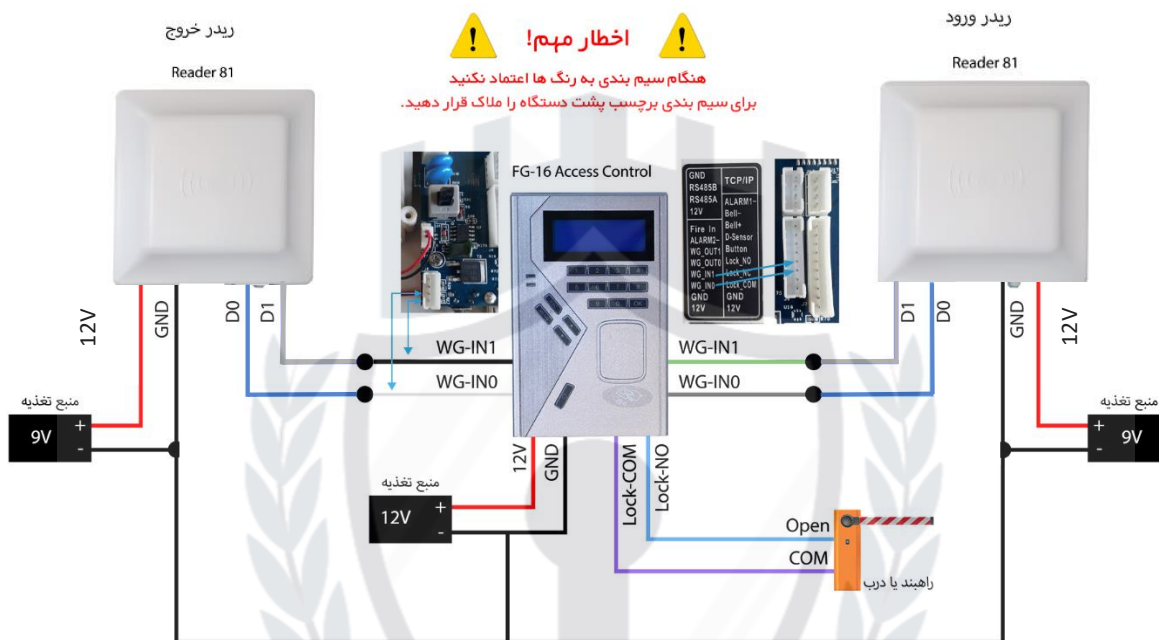 ریدر خروج
Reader 81
اخطار مهم!
هنگام سیم بندی به رنگ ها اعتماد نکنید
برای سیم بندی برچسب پشت دستگاه را ملاک قرار دهید.
ریدر ورود
Reader 81
FG-16 Access Control
GND
RS485B
RS485A
12V
Fire In
ALARM2-
WG_OUT1
WG_OUT0
WG_IN1
WG_IN0
GND
12V
TCP/IP
ALARM1-
Bell-
Bell+
D-Sensor
Button
Lock_NO
Lock_NC
Lock_COM
GND
12V
12V
GND
D0
D1
WG-IN1
WG-IN0
WG-IN1
WG-IN0
D1
D0
GND
12V
منبع تغذیه
9V
+
-
منبع تغذیه
12V
+
-
12V
GND
Lock-COM
Lock-NO
منبع تغذیه
9V
+
-
Open
COM
راهبند یا درب